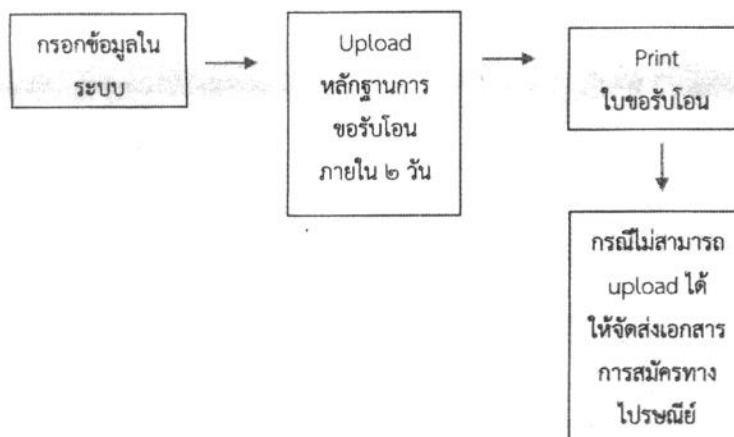 กรอกข้อมูลใน
ระบบ
Upload
หลักฐานการ
ขอรับโอน
ภายใน ๒ วัน
Print
ใบขอรับโอน
กรณีไม่สามารถ
upload ได้
ให้จัดส่งเอกสาร
การสมัครทาง
ไปรษณีย์